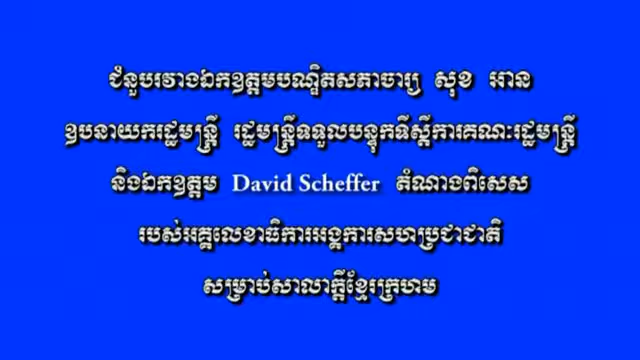 ជំនួបរវាងឯកឧត្តមបណ្ឌិតសភាចារ្យ សុខ អាន
ឧបនាយករដ្ឋមន្ត្រី រដ្ឋមន្ត្រីទទួលបន្ទុកទីស្ដីការគណៈរដ្ឋមន្ត្រី
និងឯកឧត្តម David Scheffer តំណាងពិសេស
របស់អគ្គលេខាធិការអង្គការសហប្រជាជាតិ
សម្រាប់សាលាក្ដីខ្មែរក្រហម